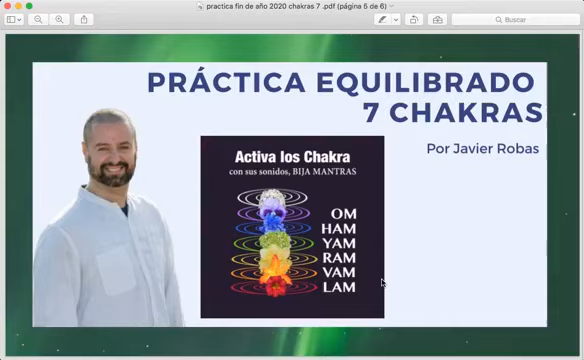 practica fin de año 2020 chakras 7 .pdf (página 5 de 6)
Buscar
PRÁCTICA EQUILIBRADO
7 CHAKRAS
Por Javier Robas
Activa los Chakra
con sus sonidos, BIJA MANTRAS
OM
HAM
YAM
RAM
VAM
LAM